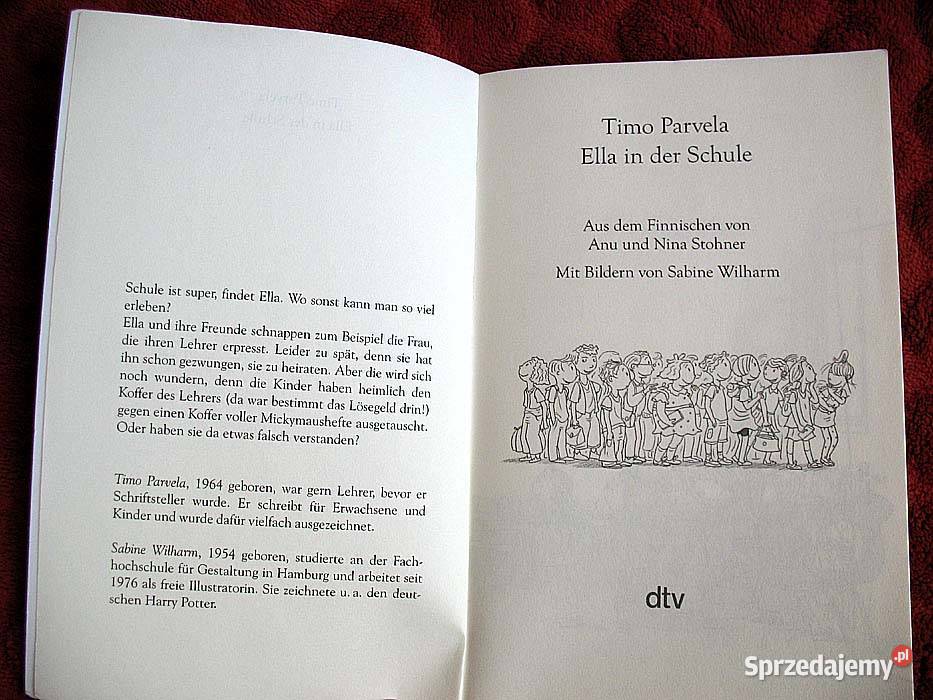 Schule ist super, findet Ella. Wo sonst kann man so viel
erleben?
Ella und ihre Freunde schnappen zum Beispiel die Frau,
die ihren Lehrer erpresst. Leider zu spät, denn sie hat
ihn schon gezwungen, sie zu heiraten. Aber die wird sich
noch wundern, denn die Kinder haben heimlich den
Koffer des Lehrers (da war bestimmt das Lösegeld drin!)
gegen einen Koffer voller Mickymaushefte ausgetauscht.
Oder haben sie da etwas falsch verstanden?
Timo Parvela, 1964 geboren, war gern Lehrer, bevor er
Schriftsteller wurde. Er schreibt für Erwachsene und
Kinder und wurde dafür vielfach ausgezeichnet.
Sabine Wilharm, 1954 geboren, studierte an der Fach-
hochschule für Gestaltung in Hamburg und arbeitet seit
1976 als freie Illustratorin. Sie zeichnete u. a. den deut-
schen Harry Potter.
Timo Parvela
Ella in der Schule
Aus dem Finnischen von
Anu und Nina Stohner
Mit Bildern von Sabine Wilharm
dtv
Sprzedajemy.pl